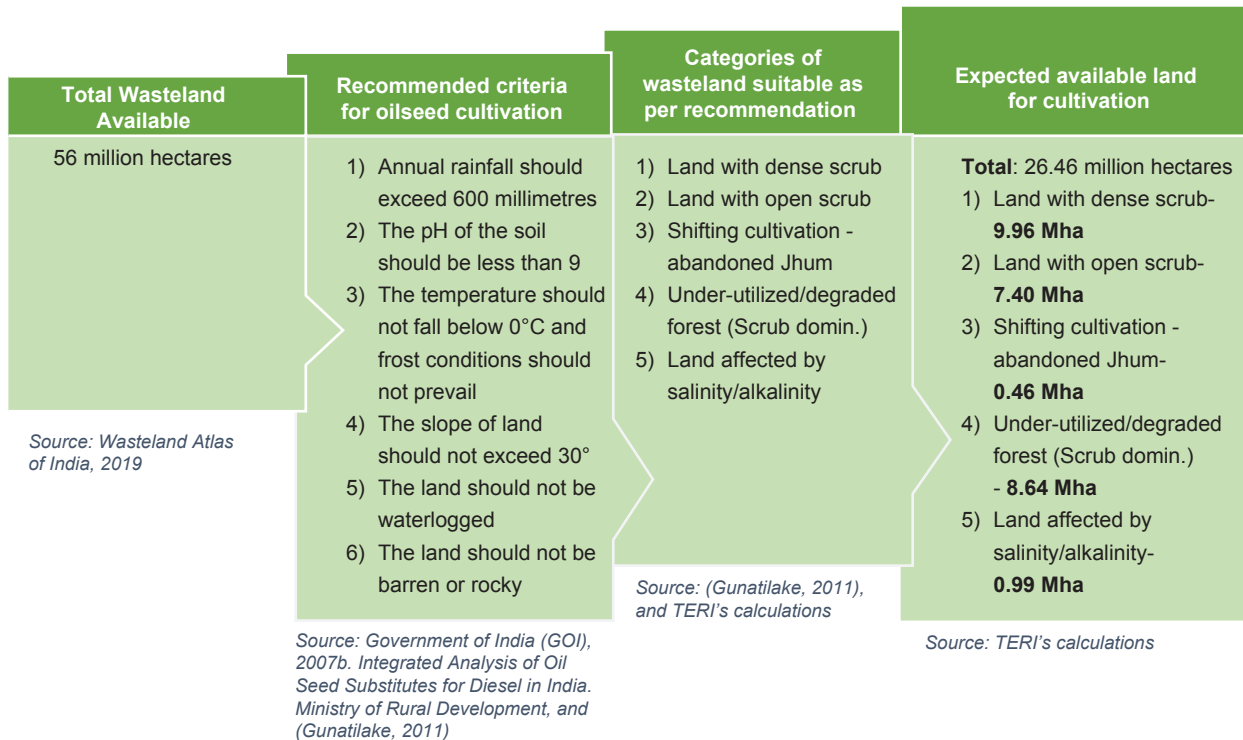 Total Wasteland
Available
56 million hectares
Source: Wasteland Atlas
of India, 2019
Recommended criteria
for oilseed cultivation
1) Annual rainfall should
exceed 600 millimetres
2) The pH of the soil
should be less than 9
3) The temperature should
not fall below 0°C and
frost conditions should
not prevail
4) The slope of land
should not exceed 30°
5) The land should not be
waterlogged
6) The land should not be
barren or rocky
Source: Government of India (GOI),
2007b. Integrated Analysis of Oil
Seed Substitutes for Diesel in India.
Ministry of Rural Development, and
(Gunatilake, 2011)
Categories of
wasteland suitable as
per recommendation
1) Land with dense scrub
2) Land with open scrub
3) Shifting cultivation -
abandoned Jhum
4) Under-utilized/degraded
forest (Scrub domin.)
5) Land affected by
salinity/alkalinity
Source: (Gunatilake, 2011),
and TERI's calculations
Expected available land
for cultivation
Total: 26.46 million hectares
1) Land with dense scrub-
9.96 Mha
2) Land with open scrub-
7.40 Mha
3) Shifting cultivation -
abandoned Jhum-
0.46 Mha
4) Under-utilized/degraded
forest (Scrub domin.)
- 8.64 Mha
5) Land affected by
salinity/alkalinity-
0.99 Mha
Source: TERI's calculations